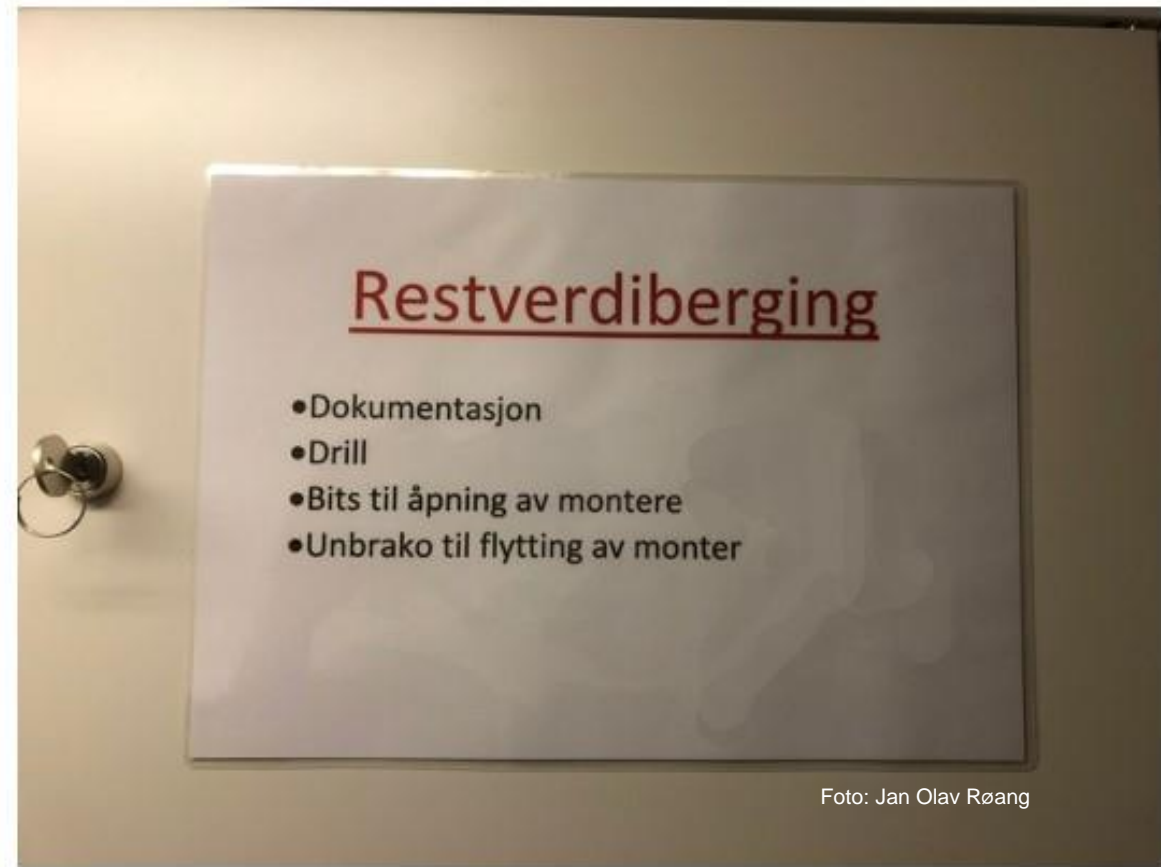 Restverdiberging
•Dokumentasjon
•Drill
•Bits til åpning av montere
•Unbrako til flytting av monter
Foto: Jan Olav Røang